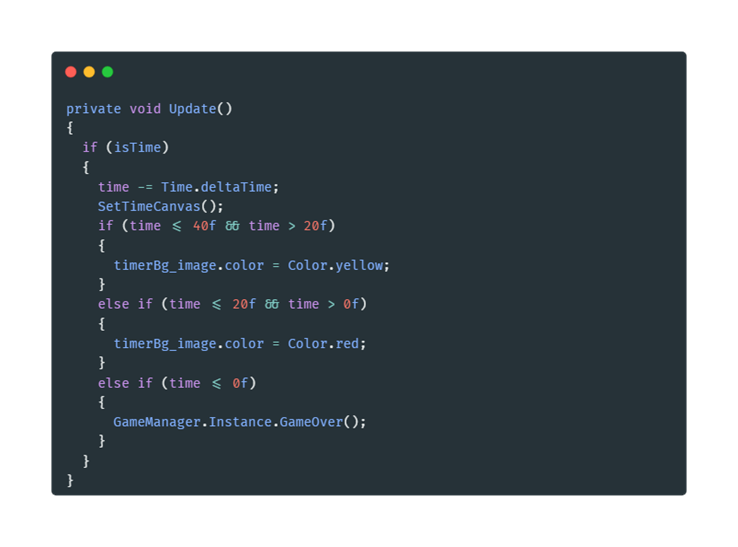 private void Update()
{
if (isTime)
{
time -= Time.deltaTime;
SetTimeCanvas();
if (time <= 40f && time > 20f)
{
timerBg_image.color = Color.yellow;
}
else if (time <= 20f && time > 0f)
{
timerBg_image.color = Color.red;
}
else if (time <= 0f)
{
GameManager.Instance.GameOver();
}
}
}